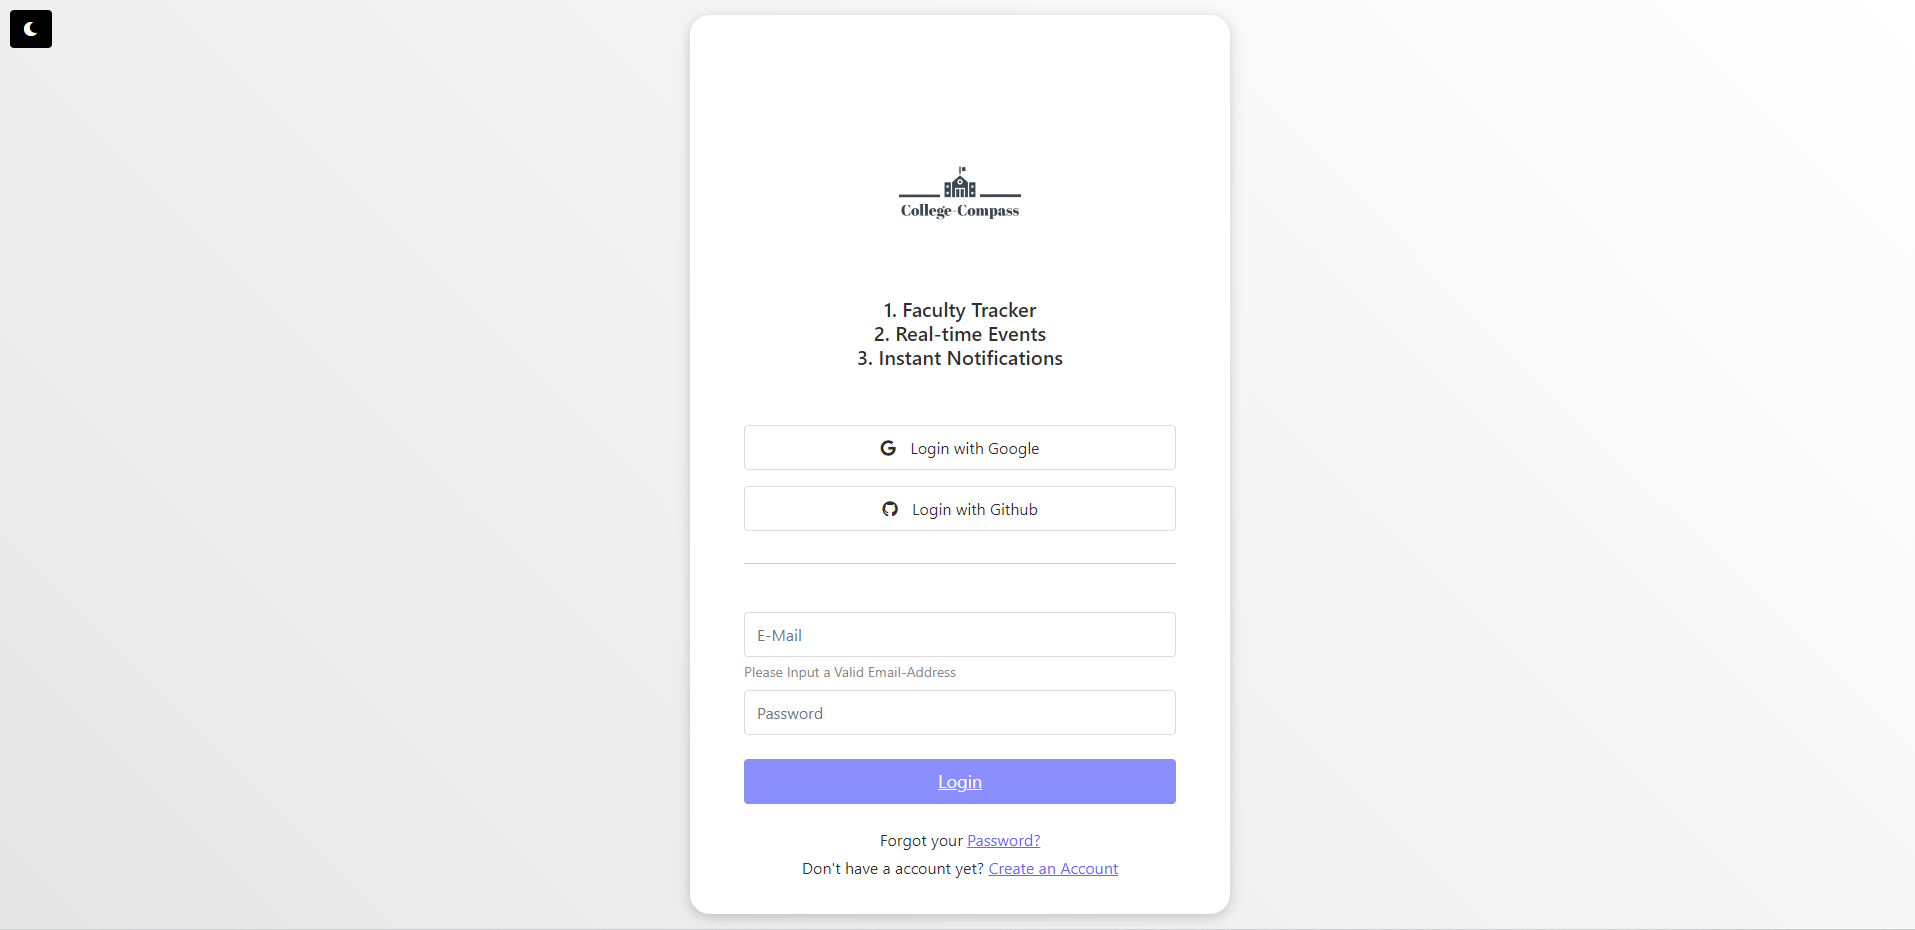 College-Compass
1. Faculty Tracker
2. Real-time Events
3. Instant Notifications
Login with Google
Login with Github
E-Mail
Please Input a Valid Email-Address
Password
Login
Forgot your Password?
Don't have a account yet? Create an Account